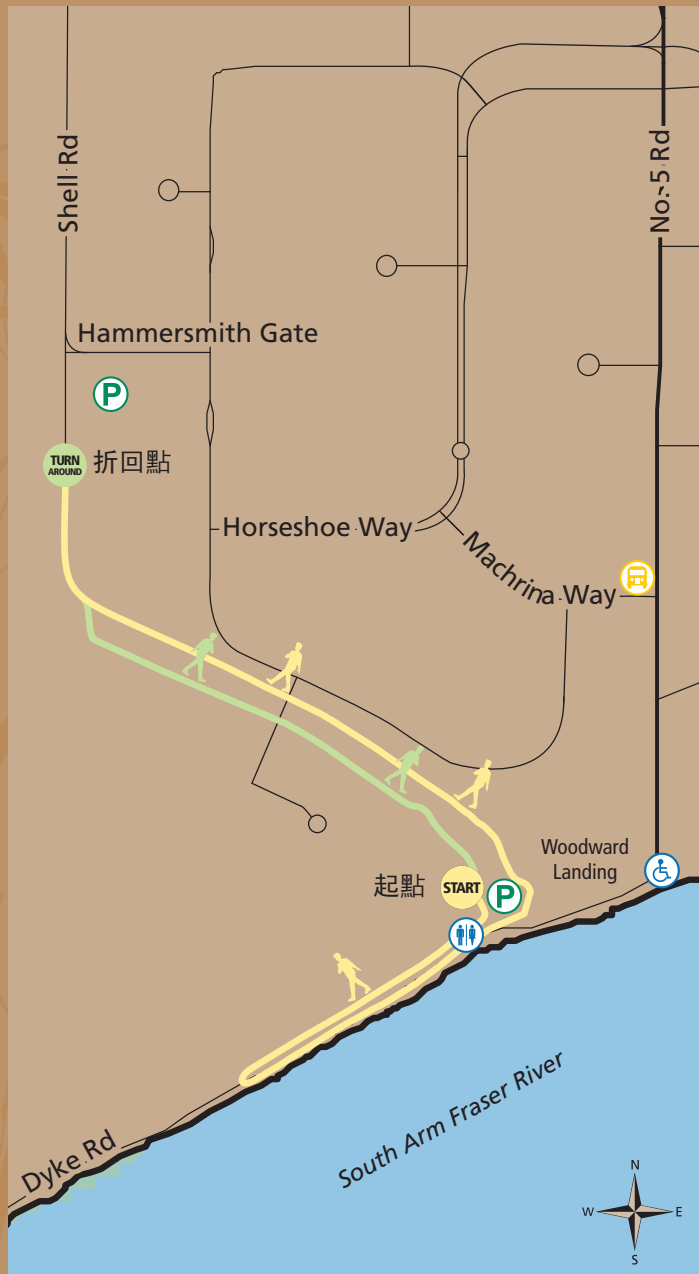 Shell Rd
No. 5 Rd
Hammersmith Gate
P
TURN
AROUND
折回點
Horseshoe Way
Machrina Way
Woodward
Landing
起點
START
P
Dyke Rd
South Arm Fraser River
N
W
E
S